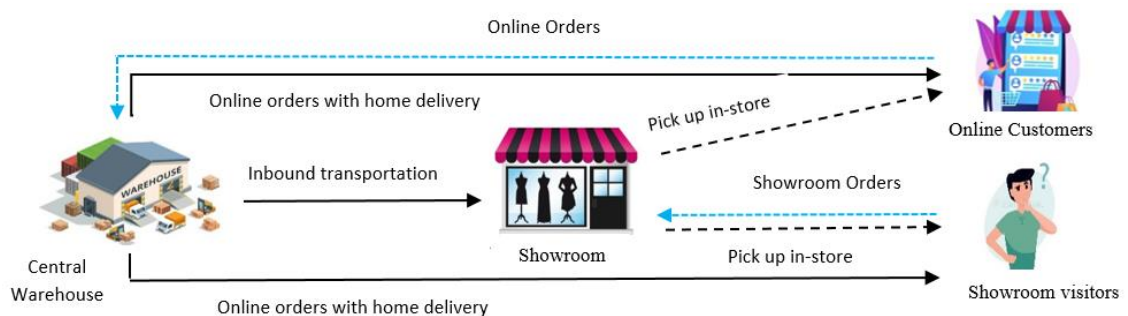 Online Orders
Online orders with home delivery
Pick up in-store
Online Customers
WAREHOUSE
Inbound transportation
Showroom Orders
Showroom
Pick up in-store
Central
Warehouse
Online orders with home delivery
Showroom visitors
?